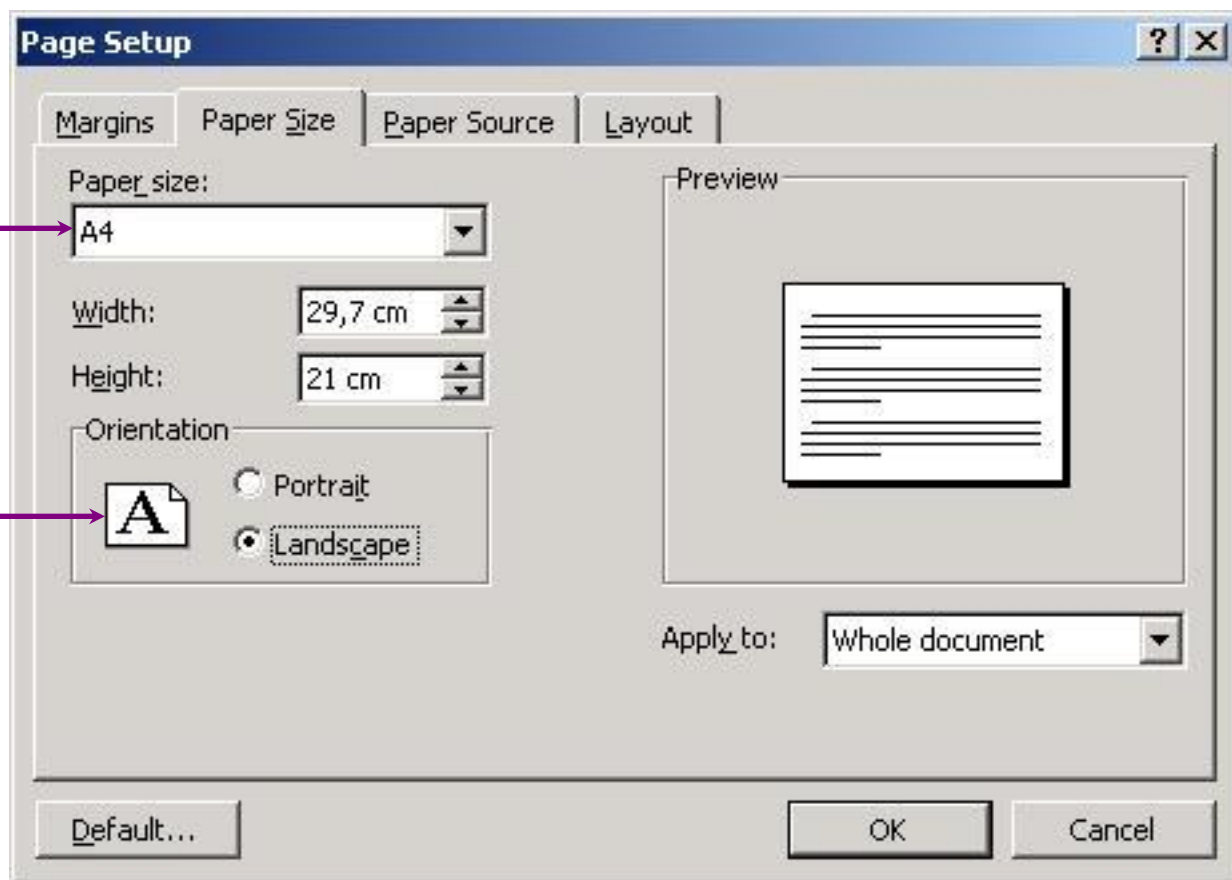 Page Setup
Margins Paper Size Paper Source Layout
Paper size:
A4
Width: 29,7 cm
Height: 21 cm
Orientation
A
Portrait
Landscape
Preview
Apply to: Whole document
Default... OK Cancel